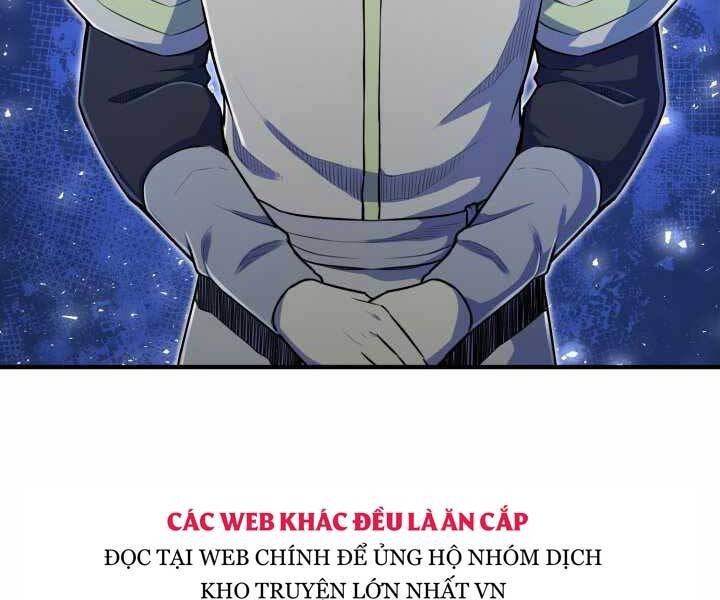 CÁC WEB KHÁC ĐỀU LÀ ĂN CẮP
ĐỌC TẠI WEB CHÍNH ĐỂ ỦNG HỘ NHÓM DỊCH
KHO TRUYỆN LỚN NHẤT VN